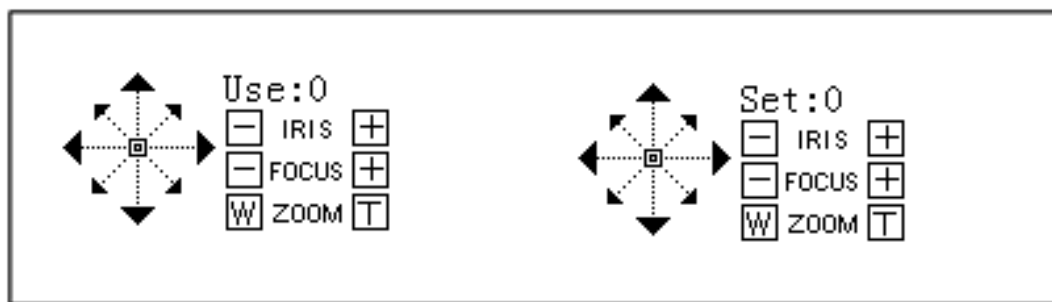 Use:0
− IRIS +
− FOCUS +
W ZOOM T
Set:0
− IRIS +
− FOCUS +
W ZOOM T